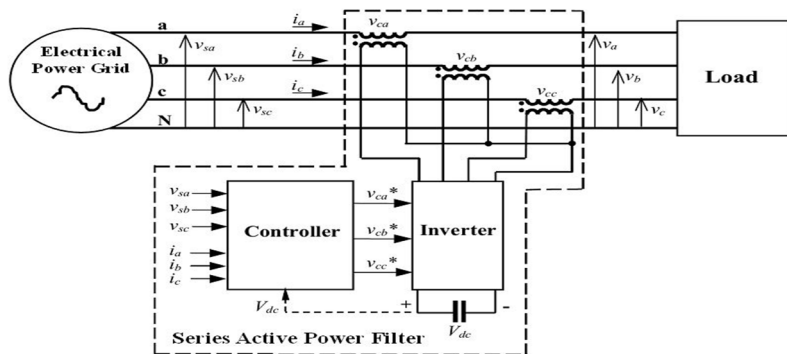 a
i_a
v_ca
Electrical
Power Grid
v_sa
v_a
b
i_b
v_cb
Load
v_sb
v_b
c
i_c
v_cc
v_sc
v_c
N
v_sa
v_sb
v_sc
i_a
i_b
i_c
Controller
v_ca*
v_cb*
v_cc*
Inverter
V_dc
+
-
V_dc
Series Active Power Filter